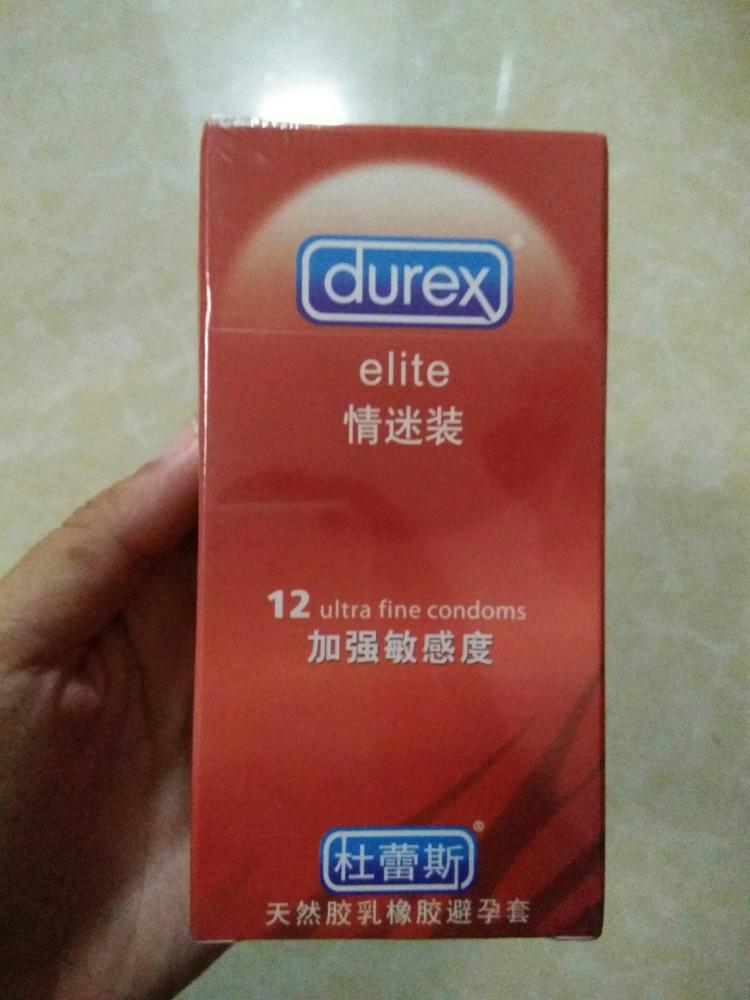 durex®
elite
情迷装
12 ultra fine condoms
加强敏感度
杜蕾斯®
天然胶乳橡胶避孕套